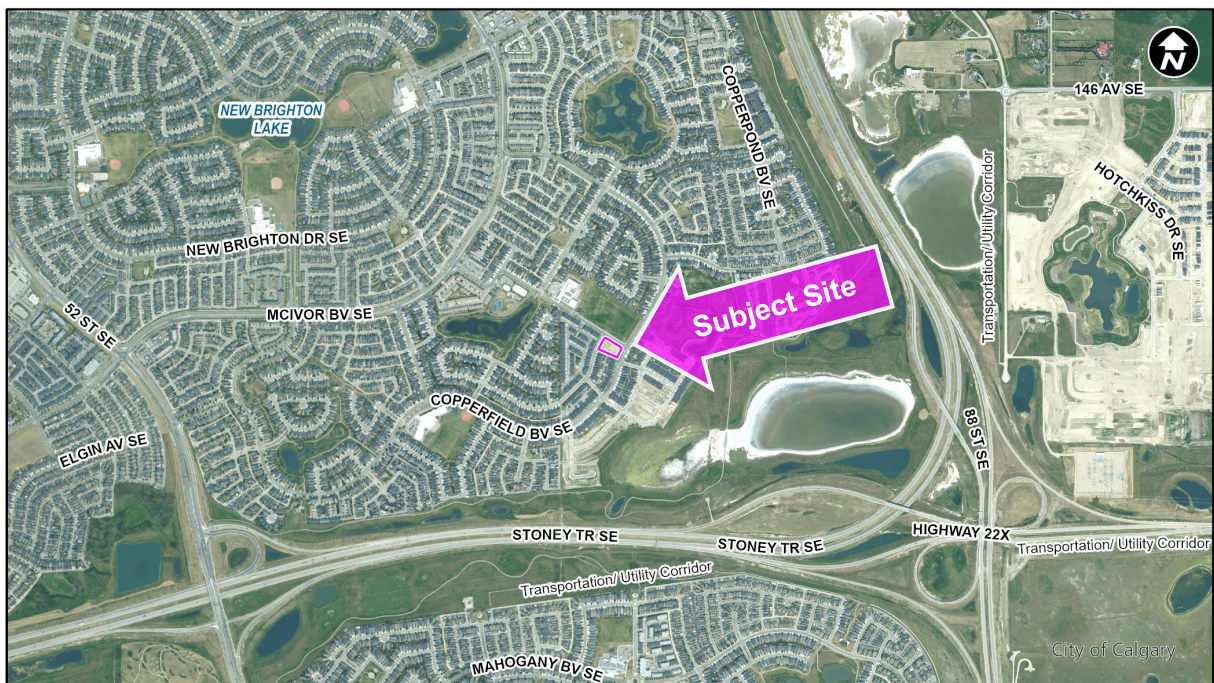 N
146 AV SE
NEW BRIGHTON
LAKE
COPPERPOND BV SE
HOTCHKISS DR SE
Transportation/ Utility Corridor
NEW BRIGHTON DR SE
52 ST SE
MCIVOR BV SE
Subject Site
COPPERFIELD BV SE
ELGIN AV SE
88 ST SE
STONEY TR SE
STONEY TR SE
HIGHWAY 22X
Transportation/ Utility Corridor
Transportation/ Utility Corridor
MAHOGANY BV SE
City of Calgary